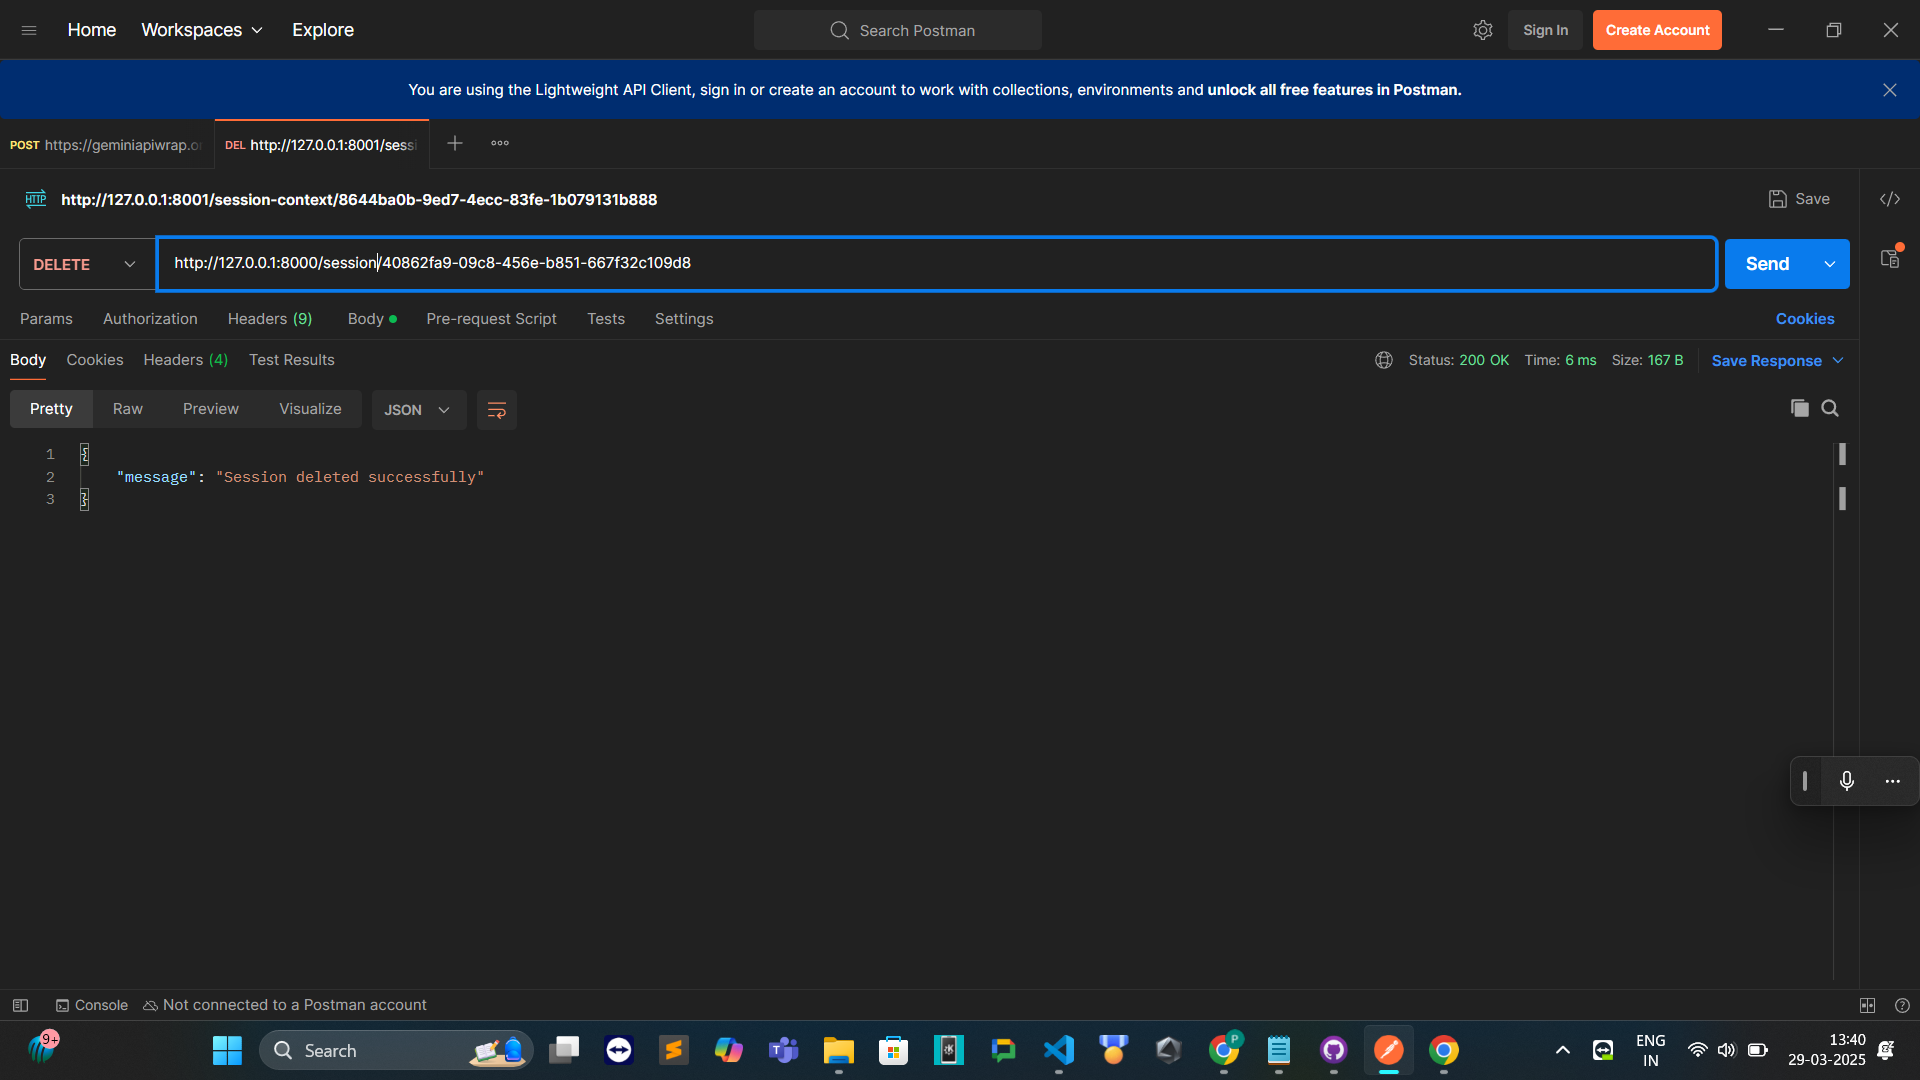 Home Workspaces Explore
Search Postman
Sign In Create Account
You are using the Lightweight API Client, sign in or create an account to work with collections, environments and unlock all free features in Postman.
POST https://geminiapiwrap.or
DEL http://127.0.0.1:8001/sessi
HTTP http://127.0.0.1:8001/session-context/8644ba0b-9ed7-4ecc-83fe-1b079131b888
Save
DELETE http://127.0.0.1:8000/session/40862fa9-09c8-456e-b851-667f32c109d8
Send
Params Authorization Headers (9) Body Pre-request Script Tests Settings
Cookies
Body Cookies Headers (4) Test Results
Status: 200 OK Time: 6 ms Size: 167 B Save Response
Pretty Raw Preview Visualize JSON
1 {
2 "message": "Session deleted successfully"
3 }
Console Not connected to a Postman account
9+
Search
P
ENG
IN
13:40
29-03-2025